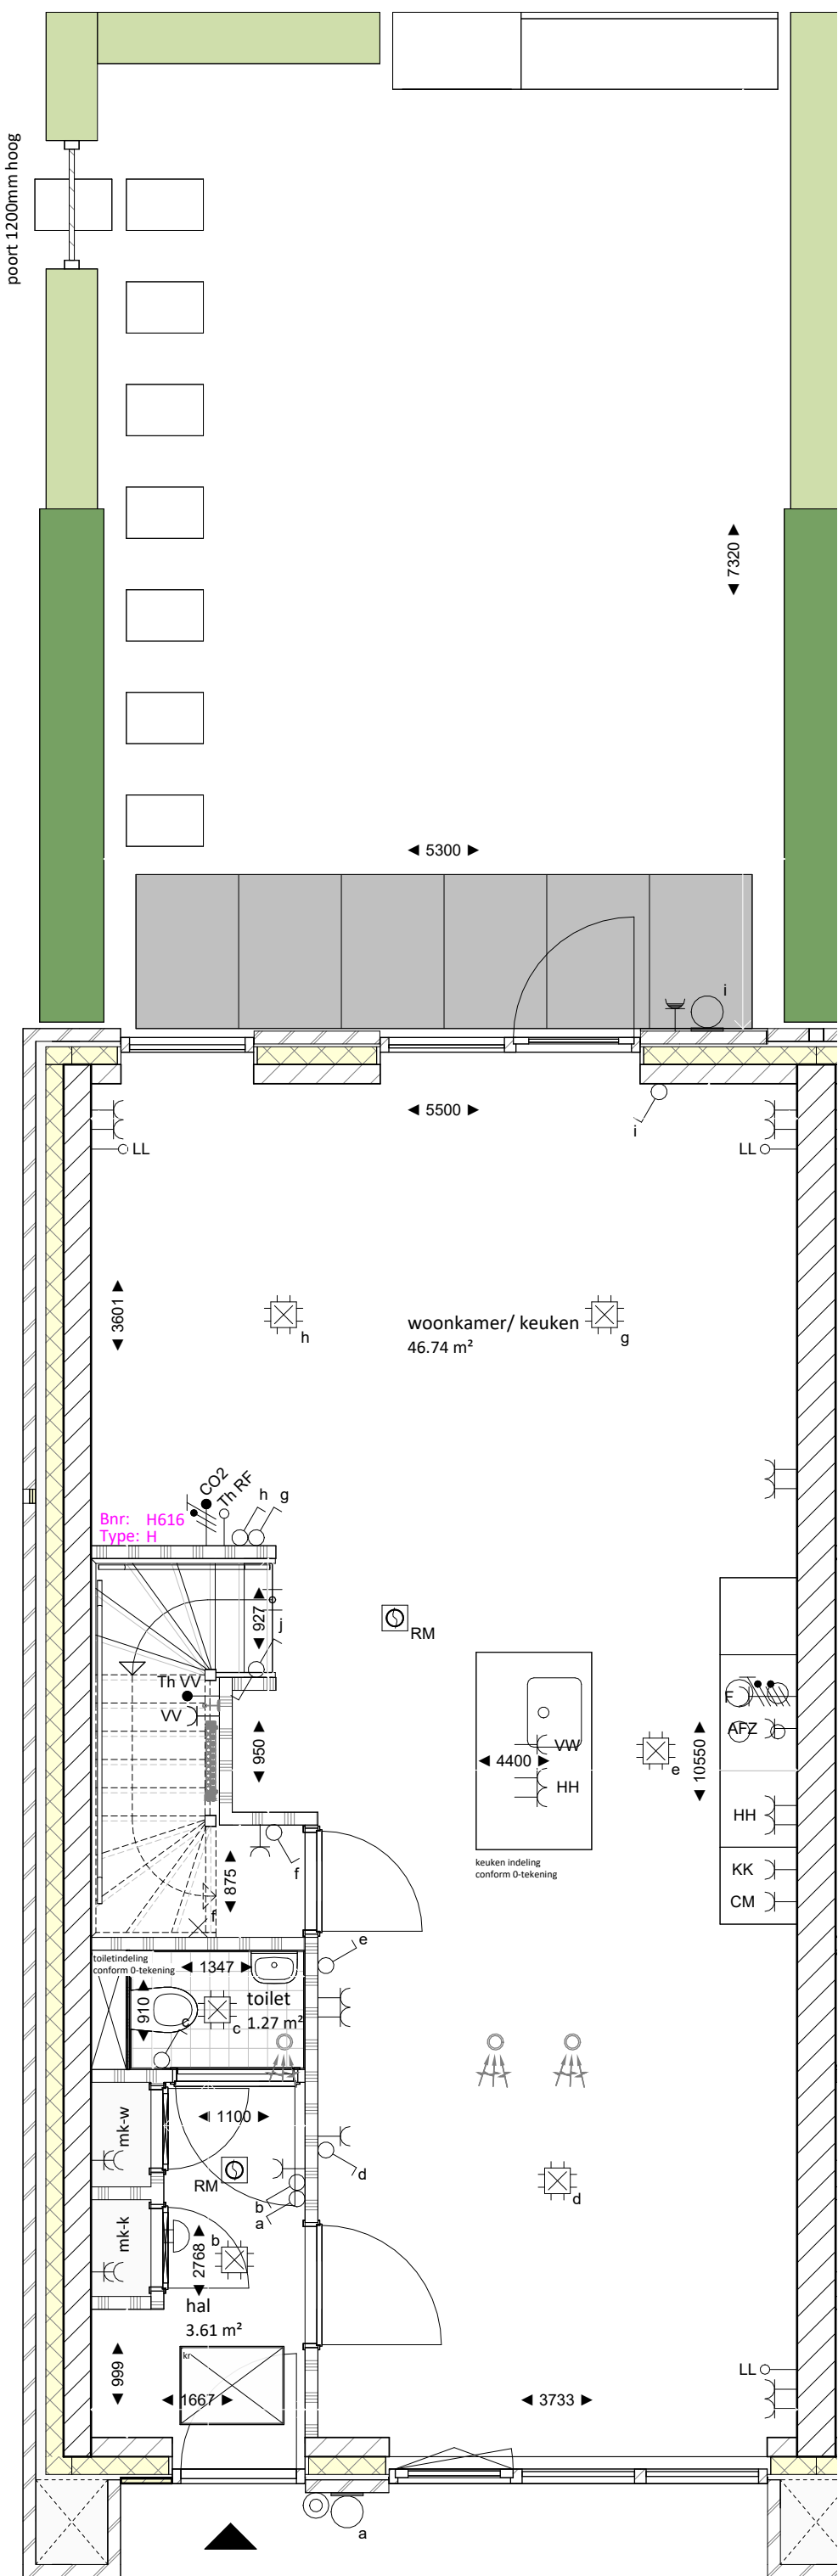 poort 1200mm hoog
7320
5300
i
5500
i
LL
LL
3601
woonkamer/ keuken
46.74 m²
h
g
CO2
Th RF
h
g
Bnr: H616
Type: H
927
j
RM
Th VV
VV
F
AFZ
VW
4400
HH
e
10550
950
HH
keuken indeling
conform 0-tekening
KK
CM
875
f
f
e
toiletindeling
conform 0-tekening
1347
910
toilet
1.27 m²
c
c
1100
mk-w
RM
d
b
a
d
mk-k
b
2768
hal
3.61 m²
kr
999
1667
3733
LL
a